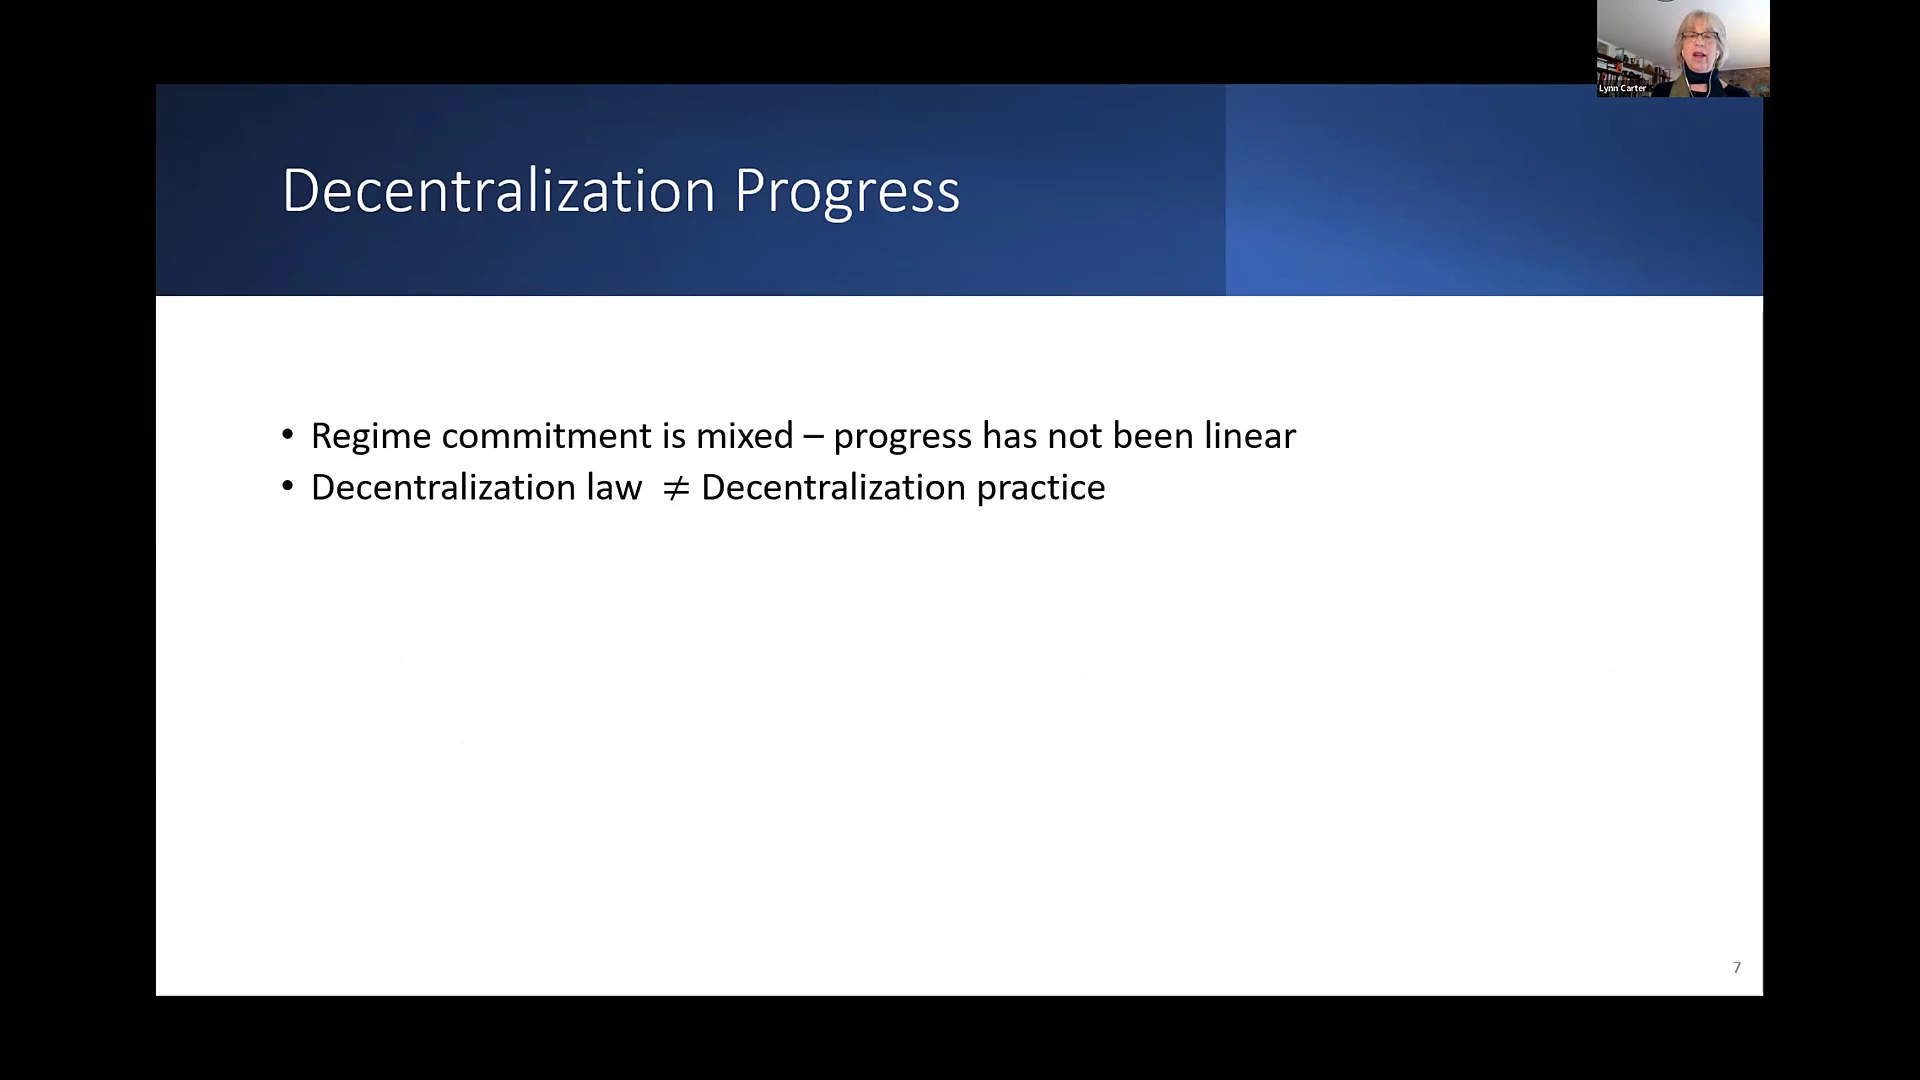 Lynn Carter
Decentralization Progress
• Regime commitment is mixed – progress has not been linear
• Decentralization law ≠ Decentralization practice
7